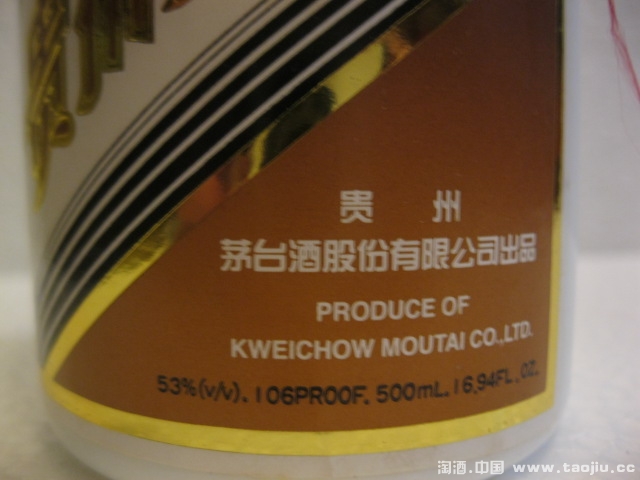 贵州
茅台酒股份有限公司出品
PRODUCE OF
KWEICHOW MOUTAI CO.,LTD.
53%(v/v). 106PROOF. 500mL. 16.94FL. OZ.
淘酒.中国 www.taojiu.cc